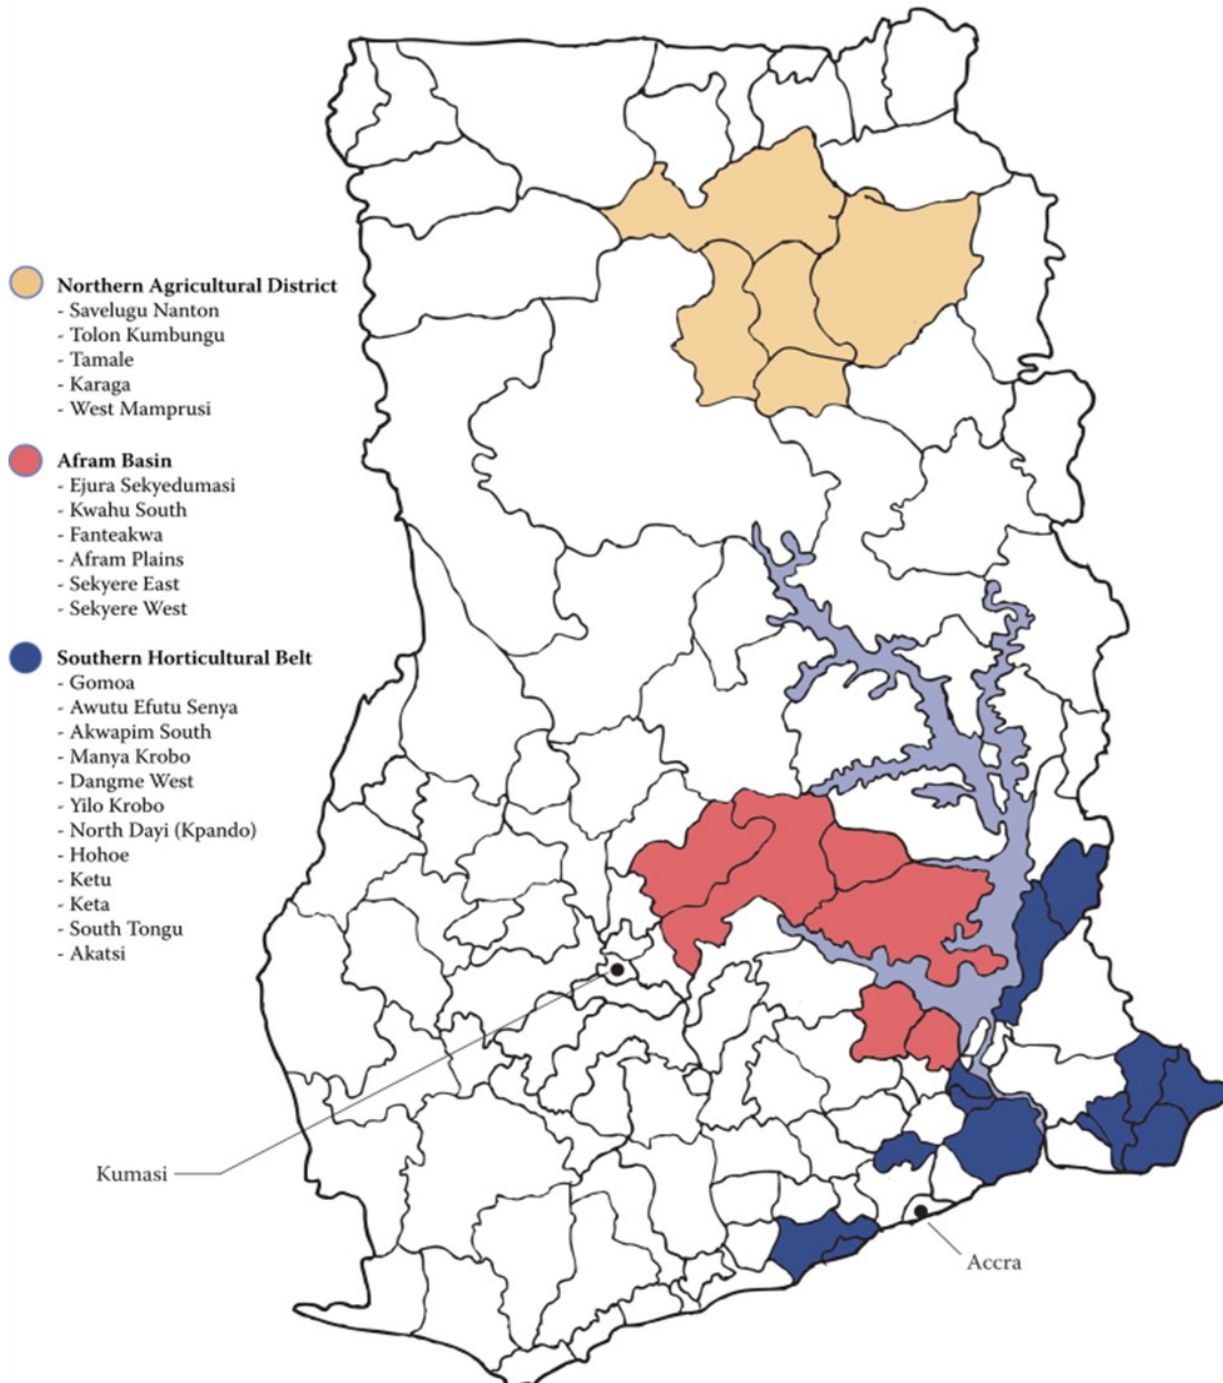 Northern Agricultural District
- Savelugu Nanton
- Tolon Kumbungu
- Tamale
- Karaga
- West Mamprusi
Afram Basin
- Ejura Sekyedumasi
- Kwahu South
- Fanteakwa
- Afram Plains
- Sekyere East
- Sekyere West
Southern Horticultural Belt
- Gomoa
- Awutu Efutu Senya
- Akwapim South
- Manya Krobo
- Dangme West
- Yilo Krobo
- North Dayi (Kpando)
- Hohoe
- Ketu
- Keta
- South Tongu
- Akatsi
Kumasi
Accra